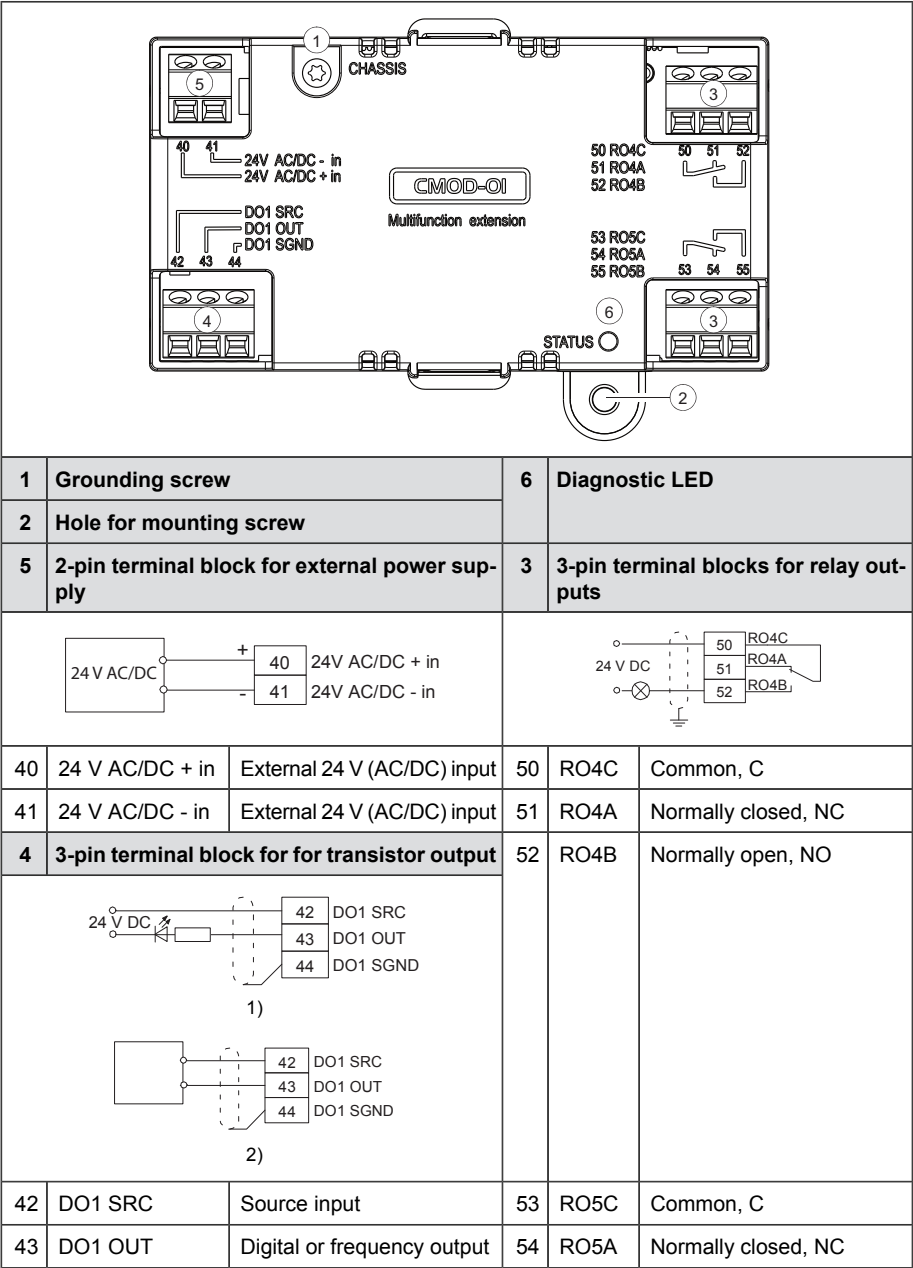 1
CHASSIS
5
3
40 41
24V AC/DC - in
24V AC/DC + in
50 RO4C
51 RO4A
52 RO4B
50 51 52
CMOD-01
Multifunction extension
DO1 SRC
DO1 OUT
DO1 SGND
42 43 44
53 RO5C
54 RO5A
55 RO5B
53 54 55
4
6
3
STATUS
2
1 Grounding screw
6 Diagnostic LED
2 Hole for mounting screw
5 2-pin terminal block for external power sup-
ply
3 3-pin terminal blocks for relay out-
puts
24 V AC/DC
+
40 24V AC/DC + in
-
41 24V AC/DC - in
24 V DC
50 RO4C
51 RO4A
52 RO4B
40 24 V AC/DC + in External 24 V (AC/DC) input
50 RO4C Common, C
41 24 V AC/DC - in External 24 V (AC/DC) input
51 RO4A Normally closed, NC
4 3-pin terminal block for for transistor output
52 RO4B Normally open, NO
24 V DC
42 DO1 SRC
43 DO1 OUT
44 DO1 SGND
1)
42 DO1 SRC
43 DO1 OUT
44 DO1 SGND
2)
42 DO1 SRC Source input
53 RO5C Common, C
43 DO1 OUT Digital or frequency output
54 RO5A Normally closed, NC